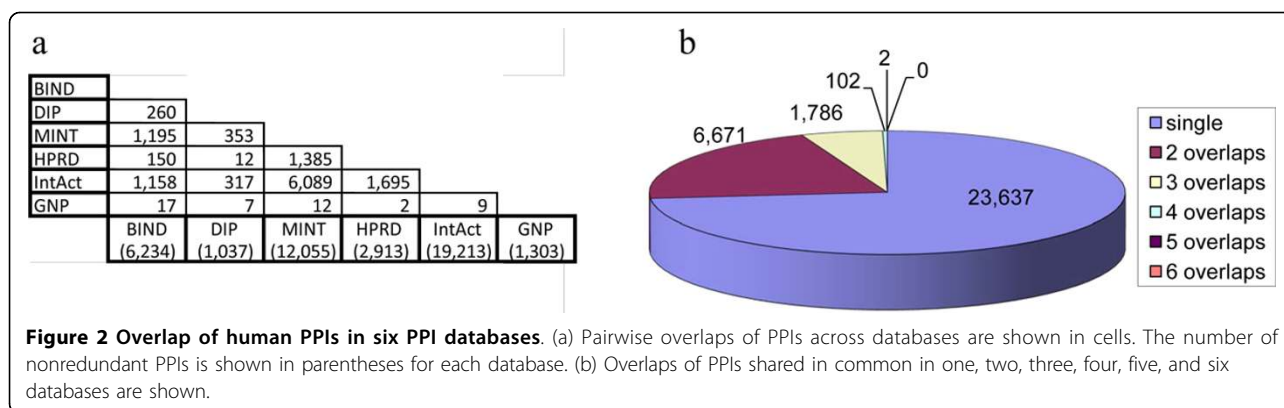 a
BIND
DIP 260
MINT 1,195 353
HPRD 150 12 1,385
IntAct 1,158 317 6,089 1,695
GNP 17 7 12 2 9
BIND DIP MINT HPRD IntAct GNP
(6,234) (1,037) (12,055) (2,913) (19,213) (1,303)
b
2
0
102
1,786
6,671
23,637
single
2 overlaps
3 overlaps
4 overlaps
5 overlaps
6 overlaps
Figure 2 Overlap of human PPIs in six PPI databases. (a) Pairwise overlaps of PPIs across databases are shown in cells. The number of
nonredundant PPIs is shown in parentheses for each database. (b) Overlaps of PPIs shared in common in one, two, three, four, five, and six
databases are shown.